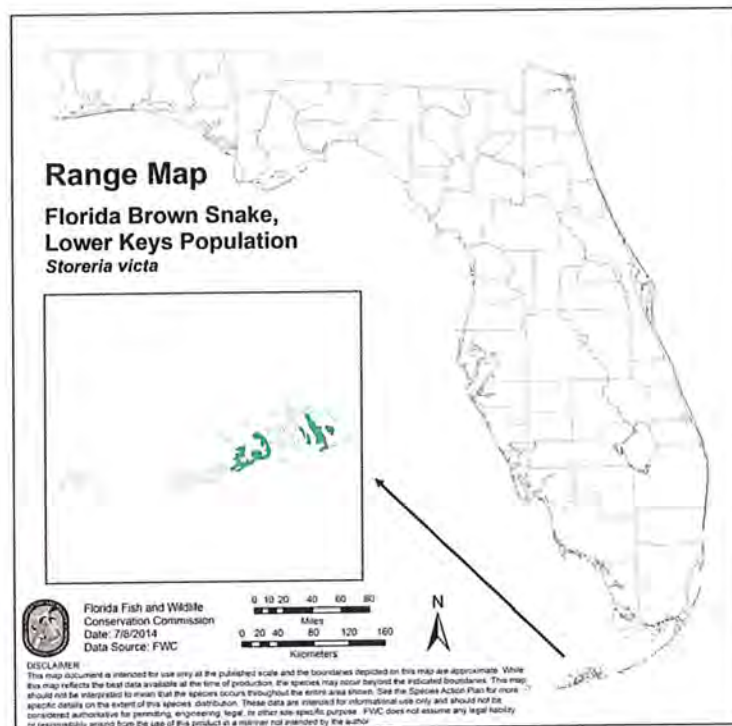 Range Map
Florida Brown Snake,
Lower Keys Population
Storeria victa
Florida Fish and Wildlife
Conservation Commission
Date: 7/8/2014
Data Source: FWC
0 10 20 40 60 80
Miles
0 20 40 80 120 160
Kilometers
N
DISCLAIMER
This map document is intended for use only at the published scale and the boundaries depicted on this map are approximate. While
this map reflects the best data available at the time of production, the species may occur beyond the indicated boundaries. This map
should not be interpreted to mean that the species occurs throughout the entire area shown. See the Species Action Plan for more
specific details on the extent of this species distribution. These data are intended for informational use only and should not be
considered authoritative for permitting, engineering, legal, or other site-specific purpose. FWC does not assume any legal liability
or responsibility arising from the use of this product in a manner not intended by the author